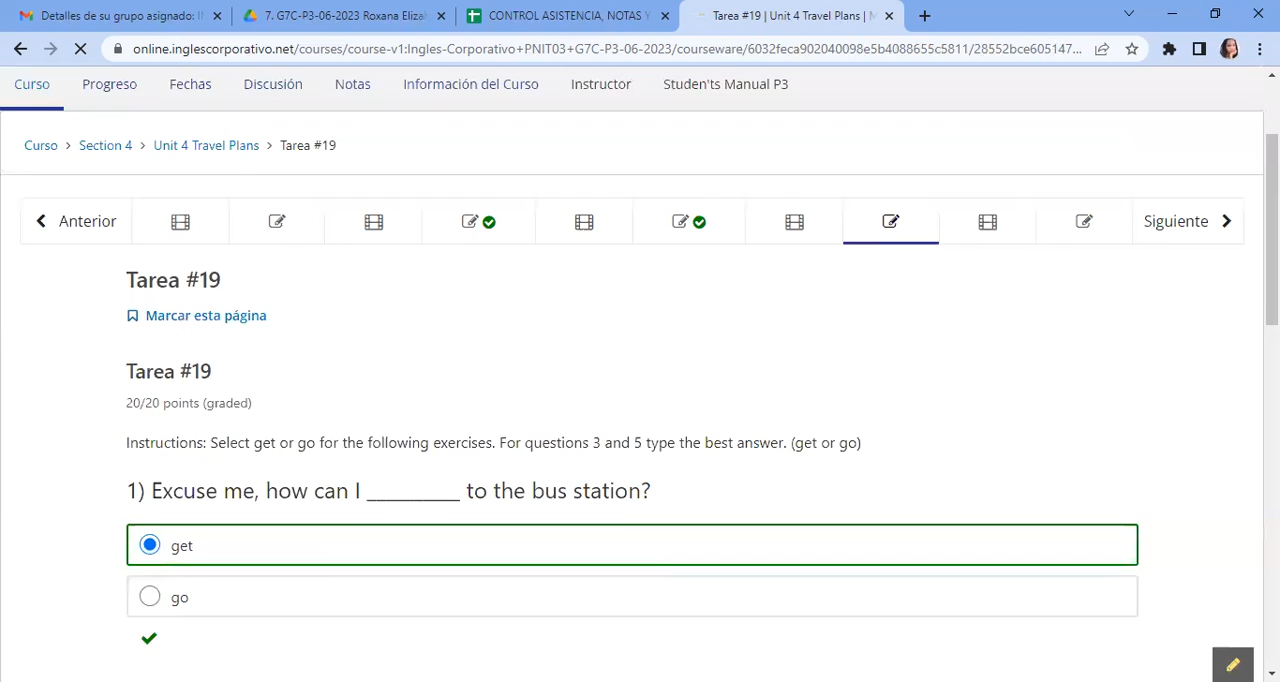 Detalles de su grupo asignado: I
7. G7C-P3-06-2023 Roxana Elizal
CONTROL ASISTENCIA, NOTAS Y
Tarea #19 | Unit 4 Travel Plans | M
online.inglescorporativo.net/courses/course-v1:Ingles-Corporativo+PNIT03+G7C-P3-06-2023/courseware/6032feca902040098e5b4088655c5811/28552bce605147...
Curso Progreso Fechas Discusión Notas Información del Curso Instructor Studen'ts Manual P3
Curso > Section 4 > Unit 4 Travel Plans > Tarea #19
Anterior Siguiente
Tarea #19
Marcar esta página
Tarea #19
20/20 points (graded)
Instructions: Select get or go for the following exercises. For questions 3 and 5 type the best answer. (get or go)
1) Excuse me, how can I _________ to the bus station?
get
go